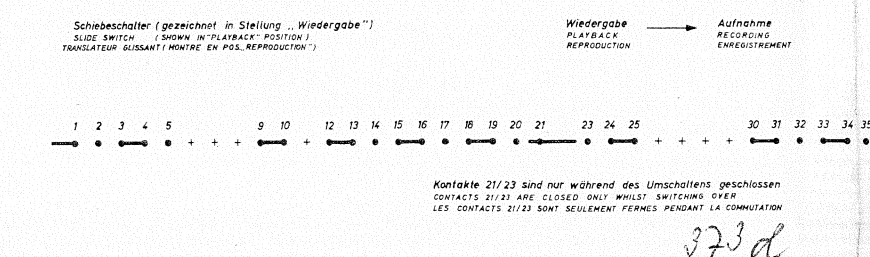 Schiebeschalter (gezeichnet in Stellung „Wiedergabe")
SLIDE SWITCH (SHOWN IN "PLAYBACK" POSITION)
TRANSLATEUR GLISSANT (MONTRE EN POS. „REPRODUCTION")
Wiedergabe → Aufnahme
PLAYBACK RECORDING
REPRODUCTION ENREGISTREMENT
1 2 3 4 5 + + + 9 10 + 12 13 14 15 16 17 18 19 20 21 23 24 25 + + + + 30 31 32 33 34 35
Kontakte 21/23 sind nur während des Umschaltens geschlossen
CONTACTS 21/23 ARE CLOSED ONLY WHILST SWITCHING OVER
LES CONTACTS 21/23 SONT SEULEMENT FERMES PENDANT LA COMMUTATION
373 d